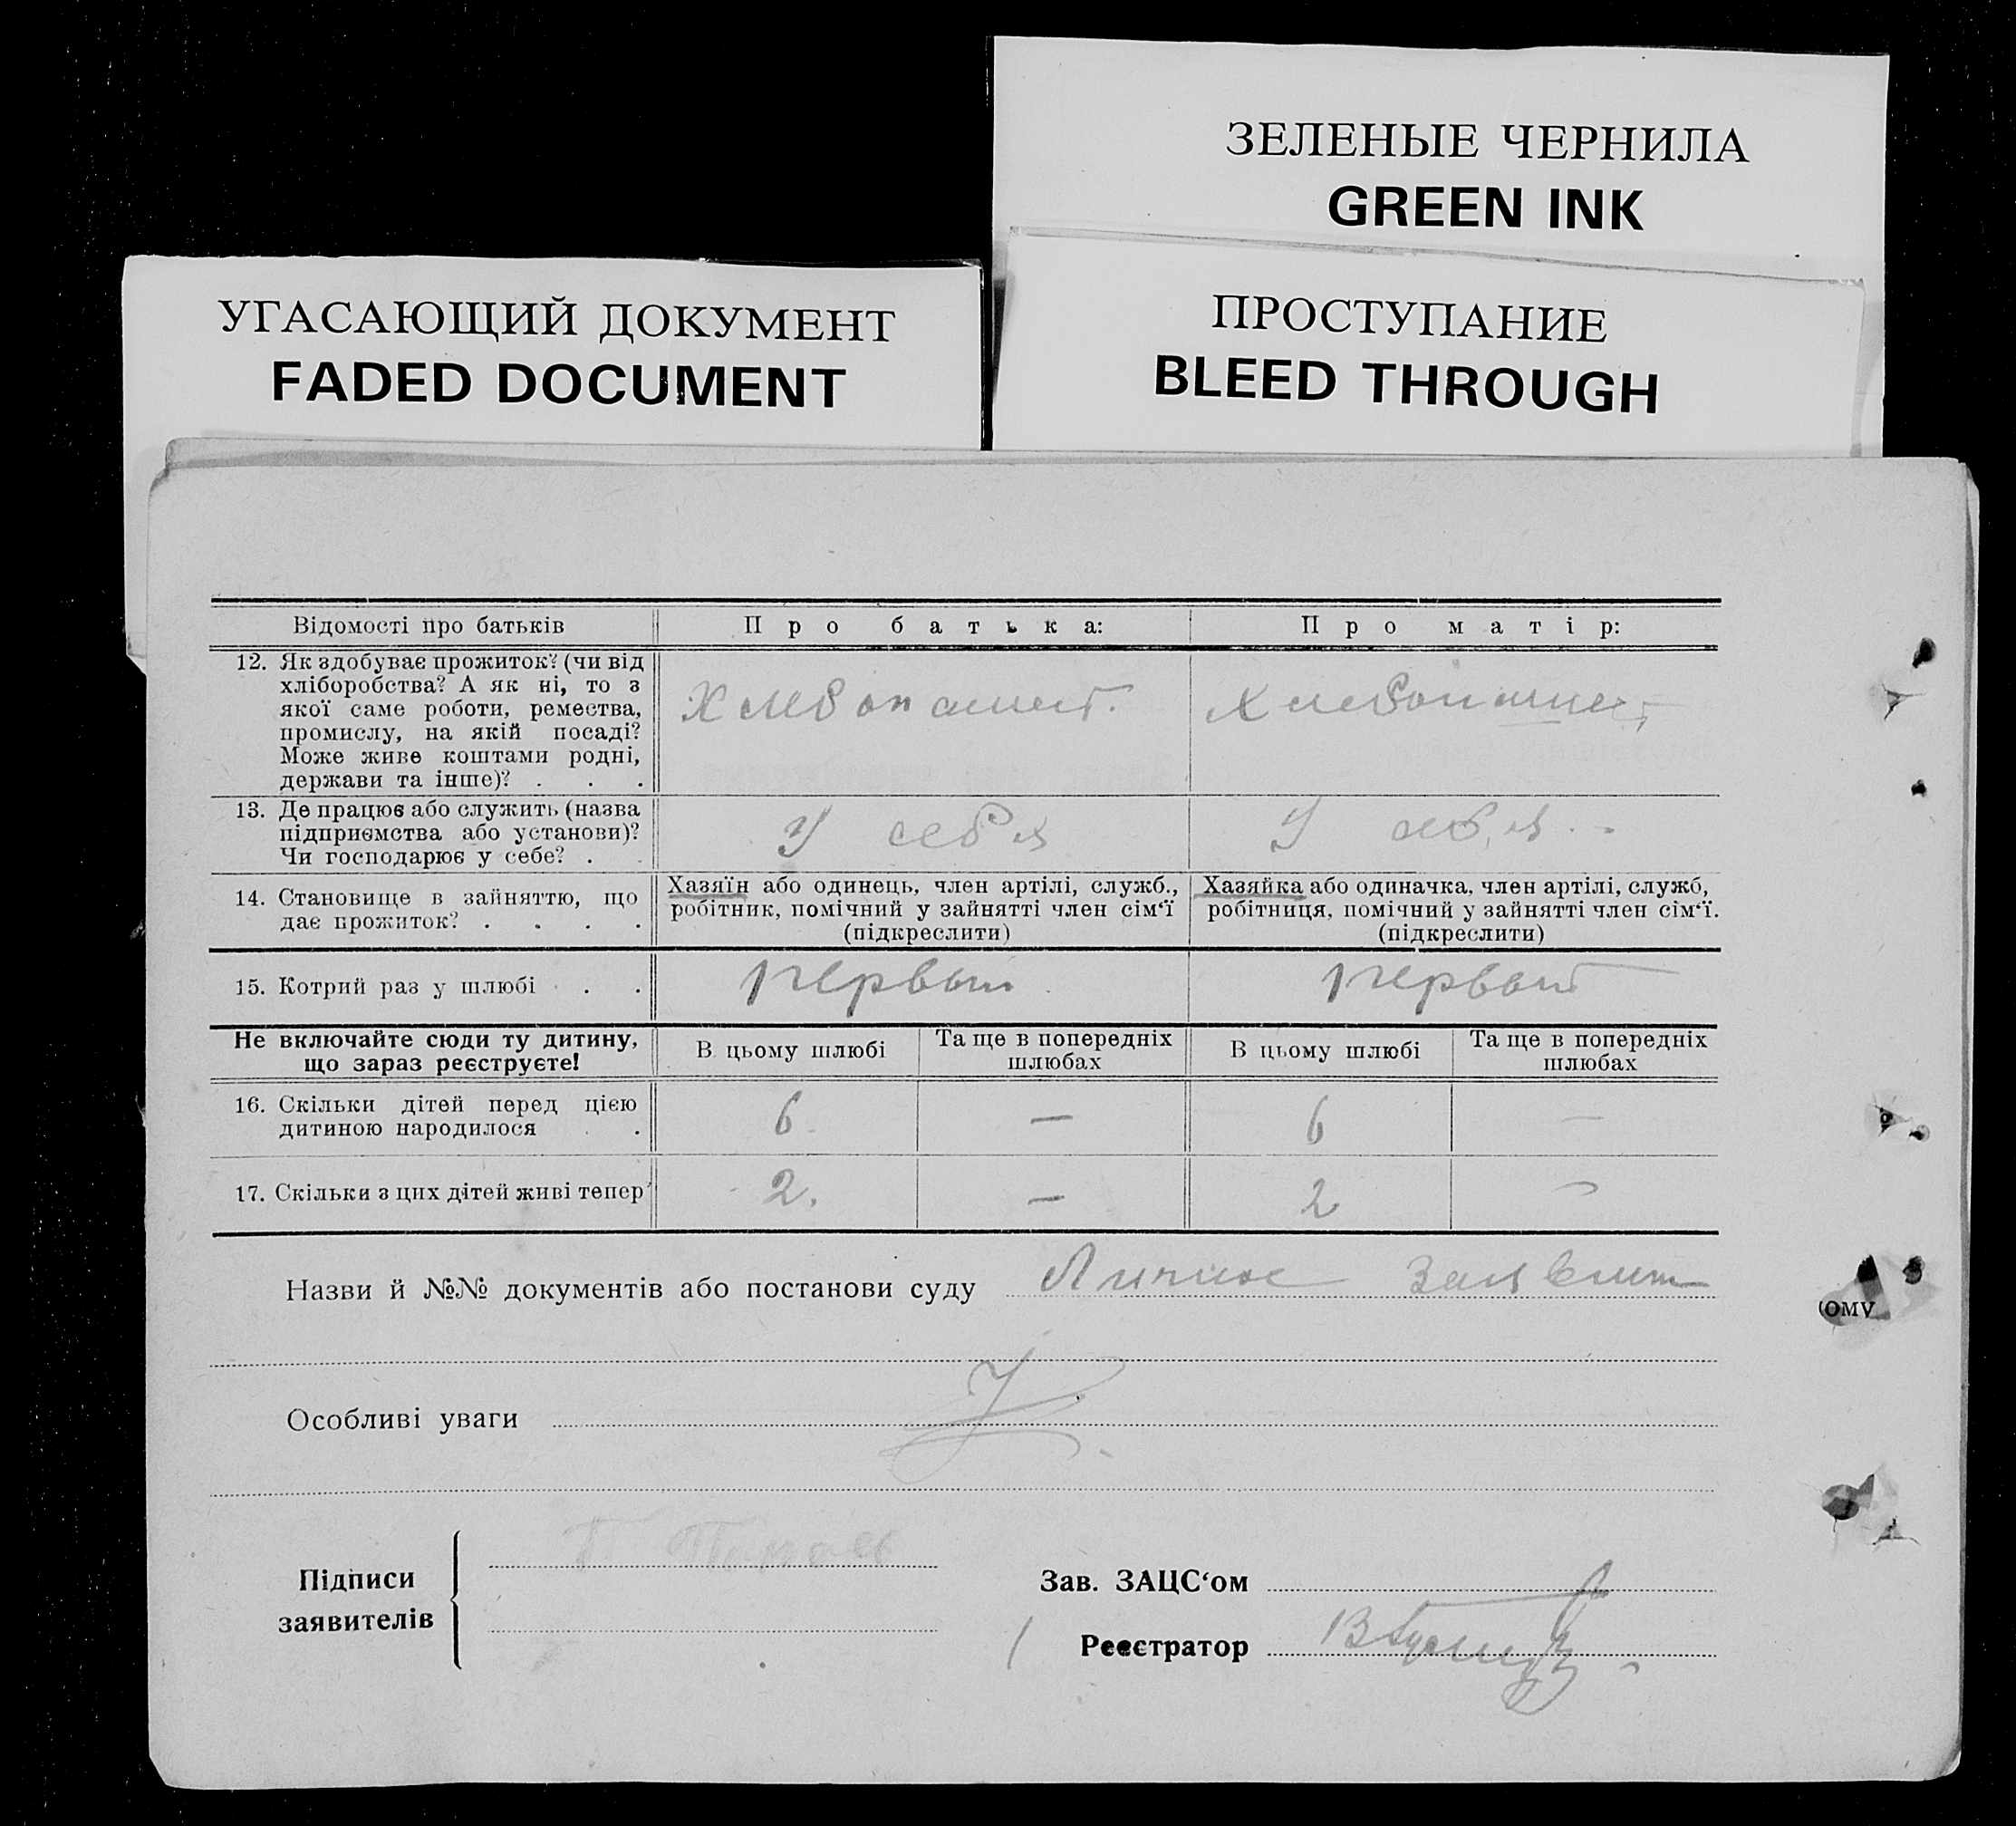 ЗЕЛЕНЫЕ ЧЕРНИЛА
GREEN INK
УГАСАЮЩИЙ ДОКУМЕНТ
FADED DOCUMENT
ПРОСТУПАНИЕ
BLEED THROUGH
Відомості про батьків Про батька: Про матір:
12. Як здобуває прожиток? (чи від
хліборобства? А як ні, то з
якої саме роботи, ремества,
промислу, на якій посаді?
Може живе коштами родні,
держави та інше)? . . .
Хлебопашест. Хлебопашест
13. Де працює або служить (назва
підприємства або установи)?
Чи господарює у себе? .
У себя У себя
14. Становище в зайняттю, що
дає прожиток? . . . .
Хазяїн або одинець, член артілі, служб.,
робітник, помічний у зайнятті член сім‘ї
(підкреслити)
Хазяйка або одиначка, член артілі, служб,
робітниця, помічний у зайнятті член сім‘ї.
(підкреслити)
15. Котрий раз у шлюбі . . первый первый
Не включайте сюди ту дитину,
що зараз реєструєте!
В цьому шлюбі Та ще в попередніх
шлюбах
В цьому шлюбі Та ще в попередніх
шлюбах
16. Скільки дітей перед цією
дитиною народилося .
6 — 6 —
17. Скільки з цих дітей живі тепер 2. — 2 —
Назви й №№ документів або постанови суду Личное заявлен
Особливі уваги
Підписи
заявителів
П.
Зав. ЗАЦС‘ом
Реєстратор
ому